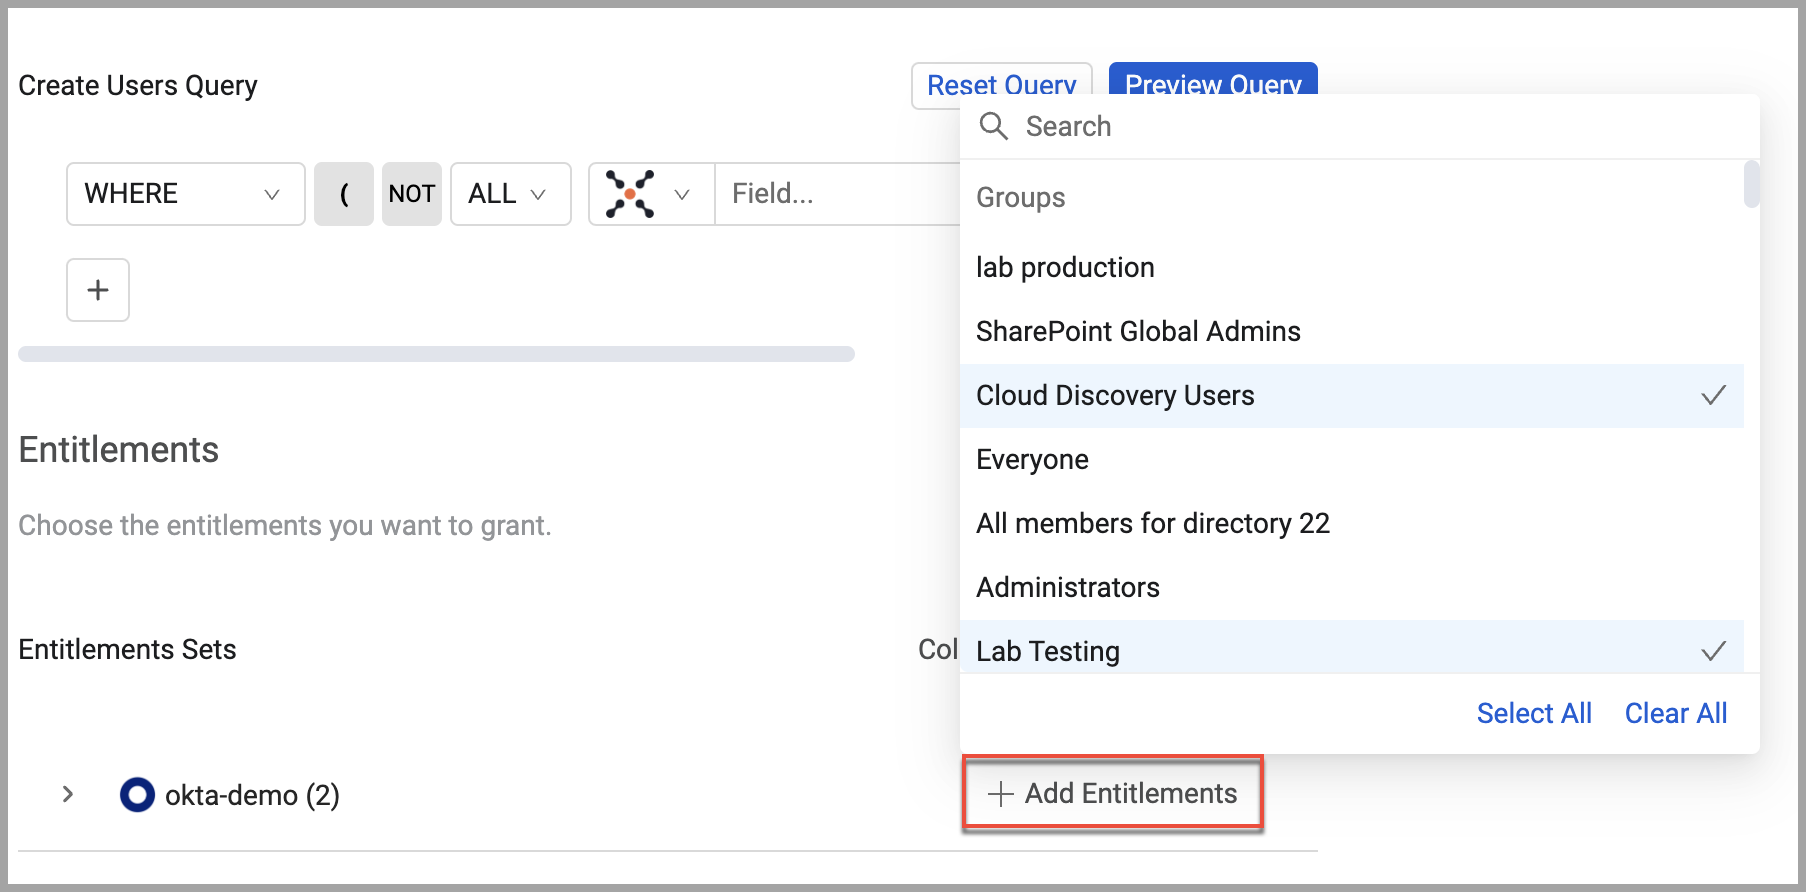 Create Users Query
Reset Query
Preview Query
WHERE
(
NOT
ALL
Field...
Search
Groups
lab production
SharePoint Global Admins
Cloud Discovery Users
Everyone
All members for directory 22
Administrators
Lab Testing
Select All
Clear All
Entitlements
Choose the entitlements you want to grant.
Entitlements Sets
Col
okta-demo (2)
Add Entitlements